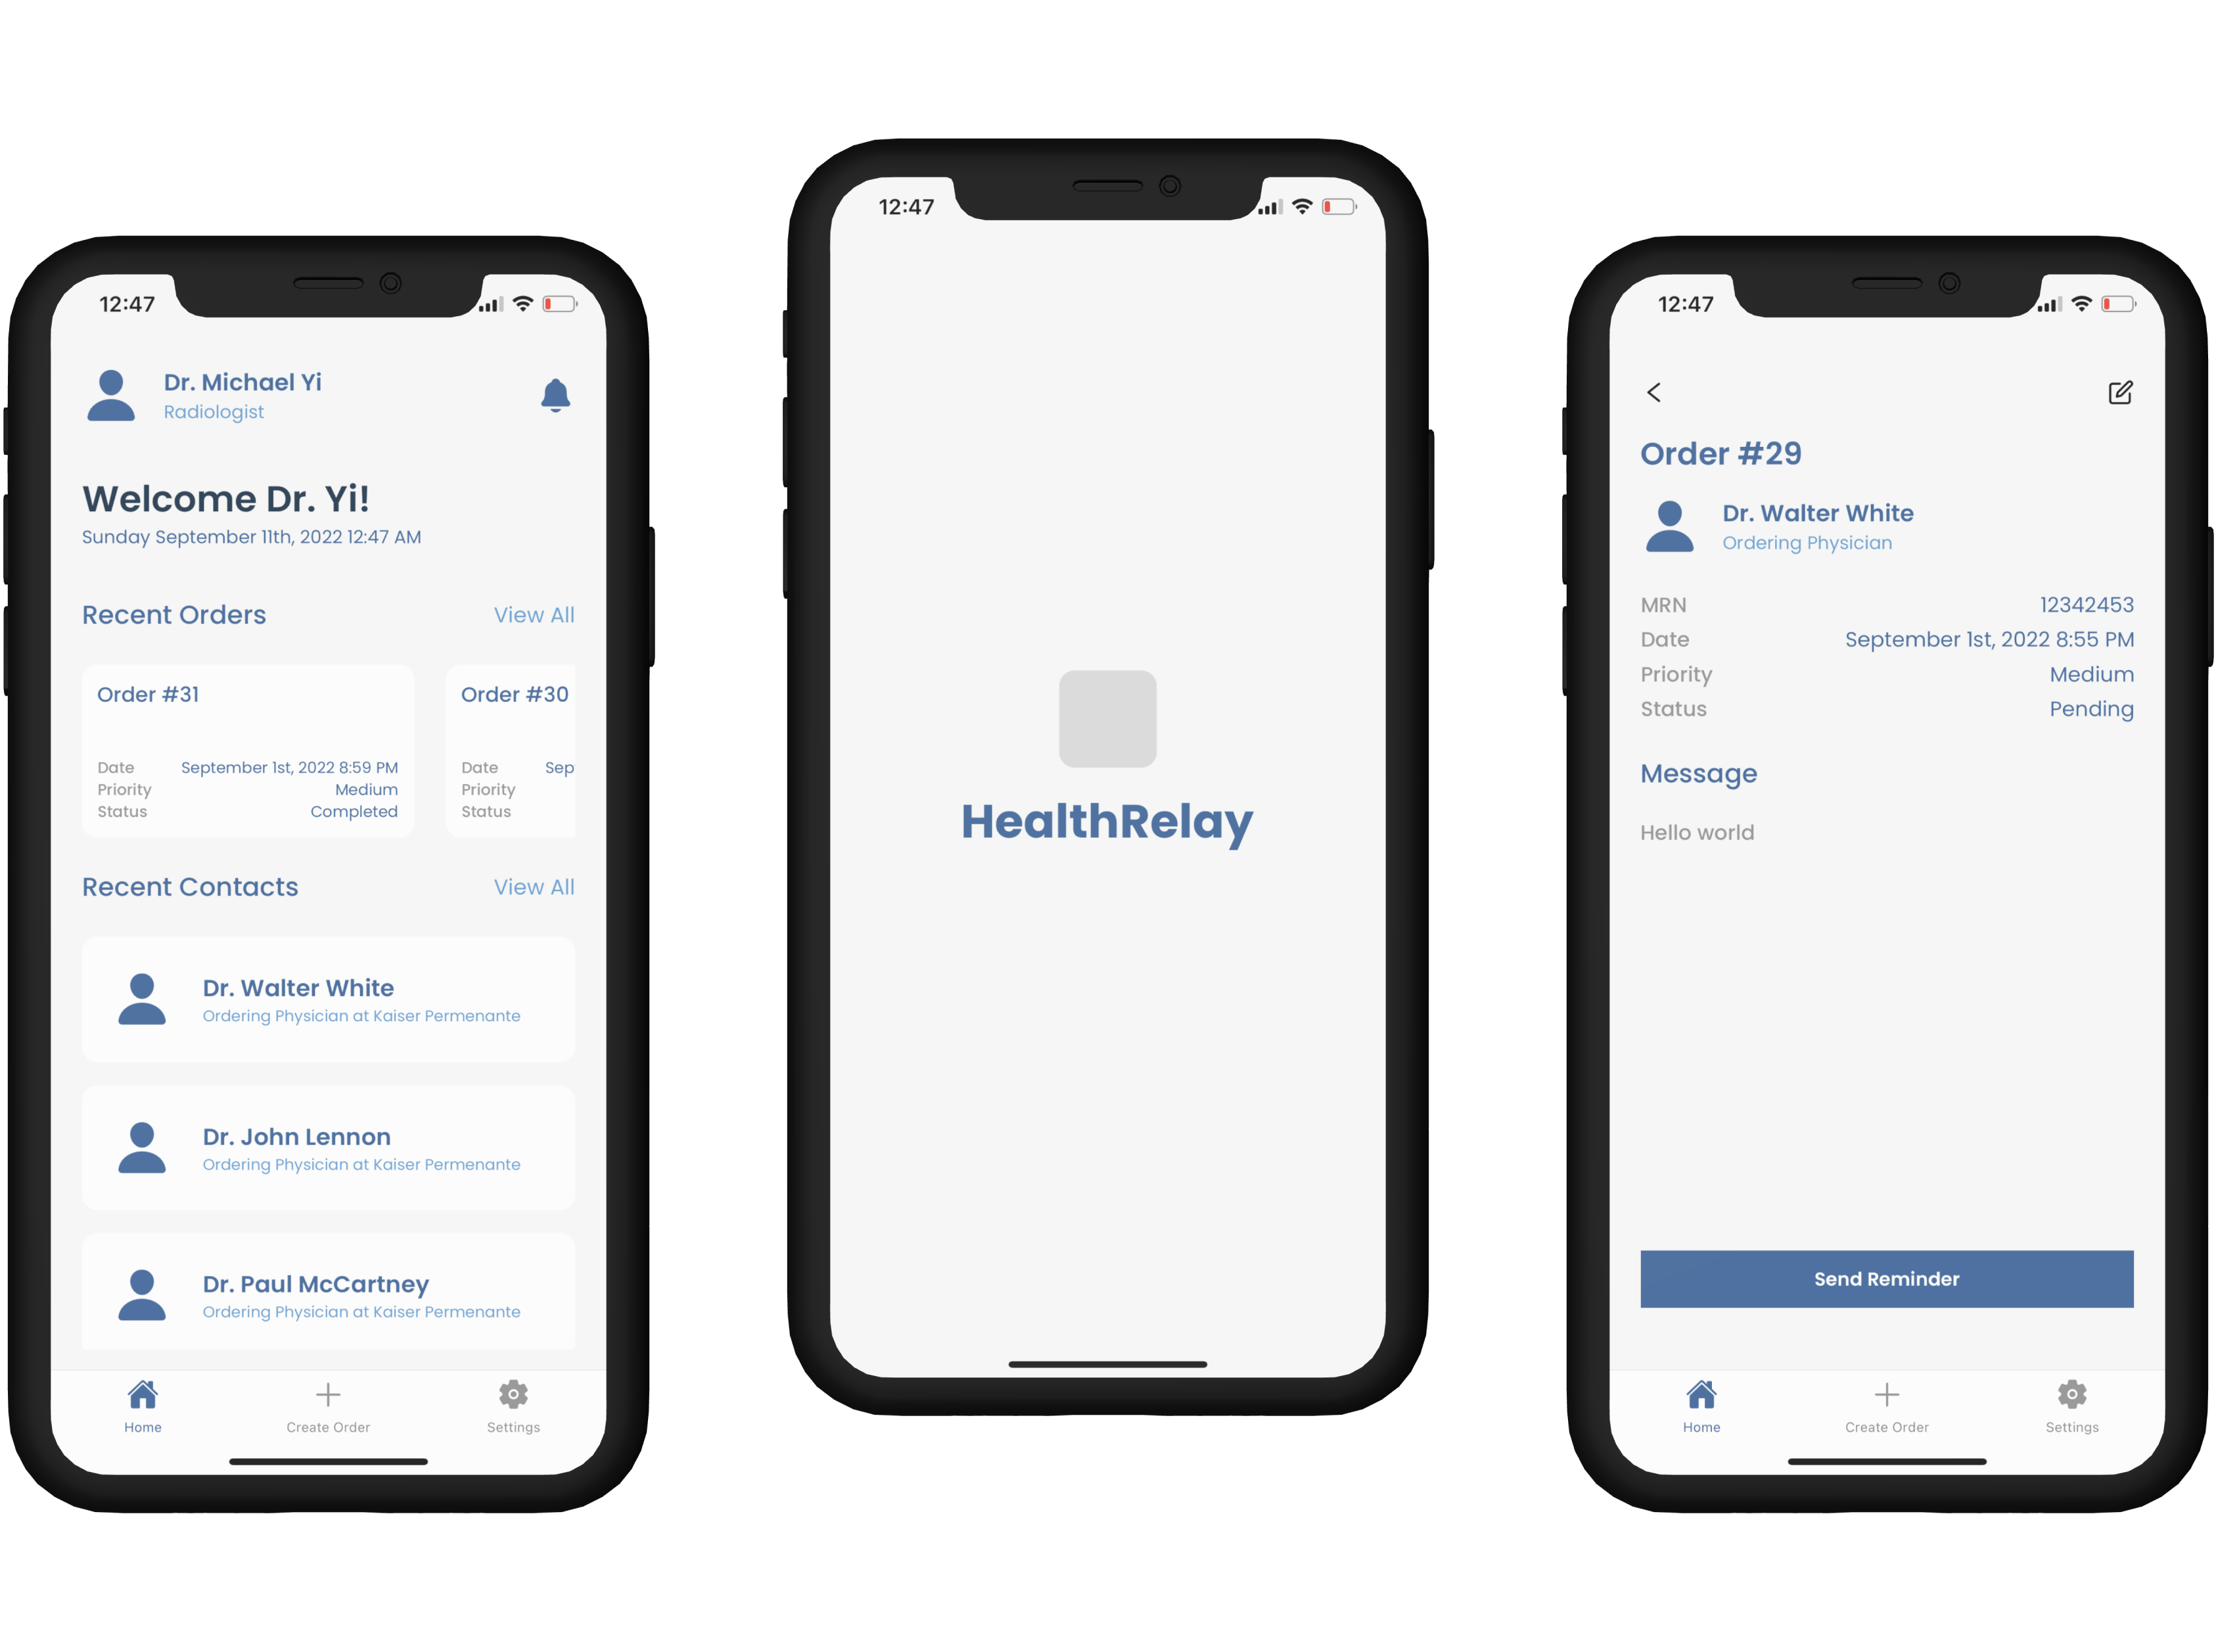 12:47
Dr. Michael Yi
Radiologist
Welcome Dr. Yi!
Sunday September 11th, 2022 12:47 AM
Recent Orders View All
Order #31 Order #30
Date September 1st, 2022 8:59 PM Date Sep
Priority Medium Priority
Status Completed Status
Recent Contacts View All
Dr. Walter White
Ordering Physician at Kaiser Permenante
Dr. John Lennon
Ordering Physician at Kaiser Permenante
Dr. Paul McCartney
Ordering Physician at Kaiser Permenante
Home Create Order Settings
12:47
HealthRelay
12:47
Order #29
Dr. Walter White
Ordering Physician
MRN 12342453
Date September 1st, 2022 8:55 PM
Priority Medium
Status Pending
Message
Hello world
Send Reminder
Home Create Order Settings